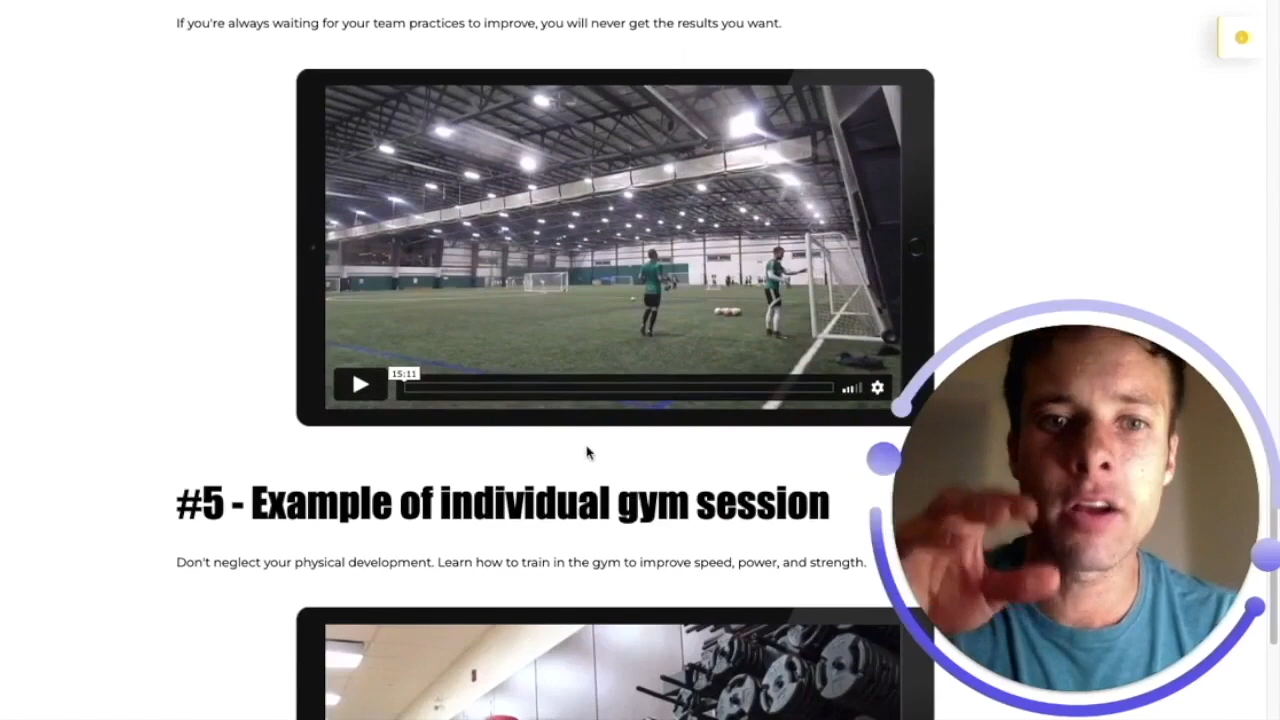 If you're always waiting for your team practices to improve, you will never get the results you want.
15:11
#5 - Example of individual gym session
Don't neglect your physical development. Learn how to train in the gym to improve speed, power, and strength.